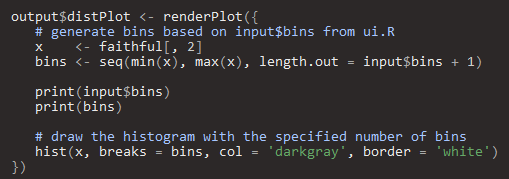 output$distPlot <- renderPlot({
   # generate bins based on input$bins from ui.R
   x    <- faithful[, 2]
   bins <- seq(min(x), max(x), length.out = input$bins + 1)

   print(input$bins)
   print(bins)

   # draw the histogram with the specified number of bins
   hist(x, breaks = bins, col = 'darkgray', border = 'white')
})